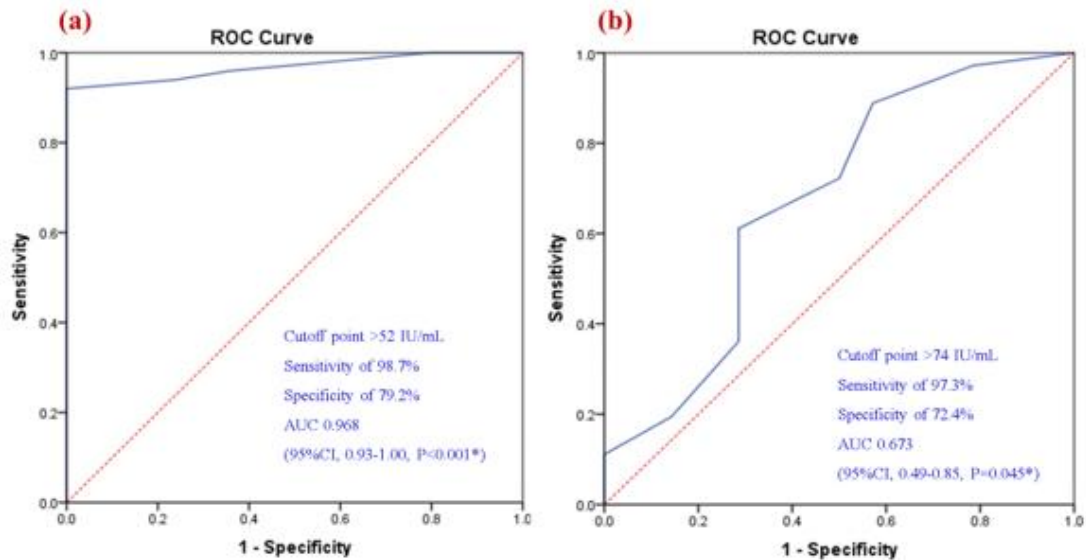 (a)
ROC Curve
1.0
0.8
0.6
0.4
0.2
0.0
Sensitivity
Cutoff point >52 IU/mL
Sensitivity of 98.7%
Specificity of 79.2%
AUC 0.968
(95%CI, 0.93-1.00, P<0.001*)
0.0 0.2 0.4 0.6 0.8 1.0
1 - Specificity
(b)
ROC Curve
1.0
0.8
0.6
0.4
0.2
0.0
Sensitivity
Cutoff point >74 IU/mL
Sensitivity of 97.3%
Specificity of 72.4%
AUC 0.673
(95%CI, 0.49-0.85, P=0.045*)
0.0 0.2 0.4 0.6 0.8 1.0
1 - Specificity